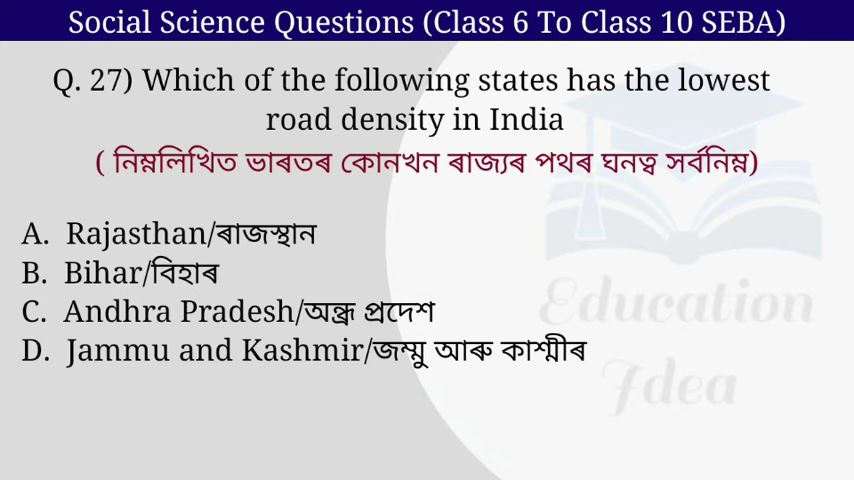 Social Science Questions (Class 6 To Class 10 SEBA)
Q. 27) Which of the following states has the lowest
road density in India
( নিম্নলিখিত ভাৰতৰ কোনখন ৰাজ্যৰ পথৰ ঘনত্ব সৰ্বনিম্ন)
A. Rajasthan/ৰাজস্থান
B. Bihar/বিহাৰ
C. Andhra Pradesh/অন্ধ্ৰ প্ৰদেশ
D. Jammu and Kashmir/জম্মু আৰু কাশ্মীৰ
Education
Idea